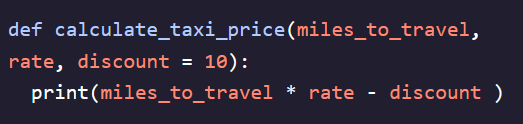 def calculate_taxi_price(miles_to_travel,
rate, discount = 10):
  print(miles_to_travel * rate - discount )